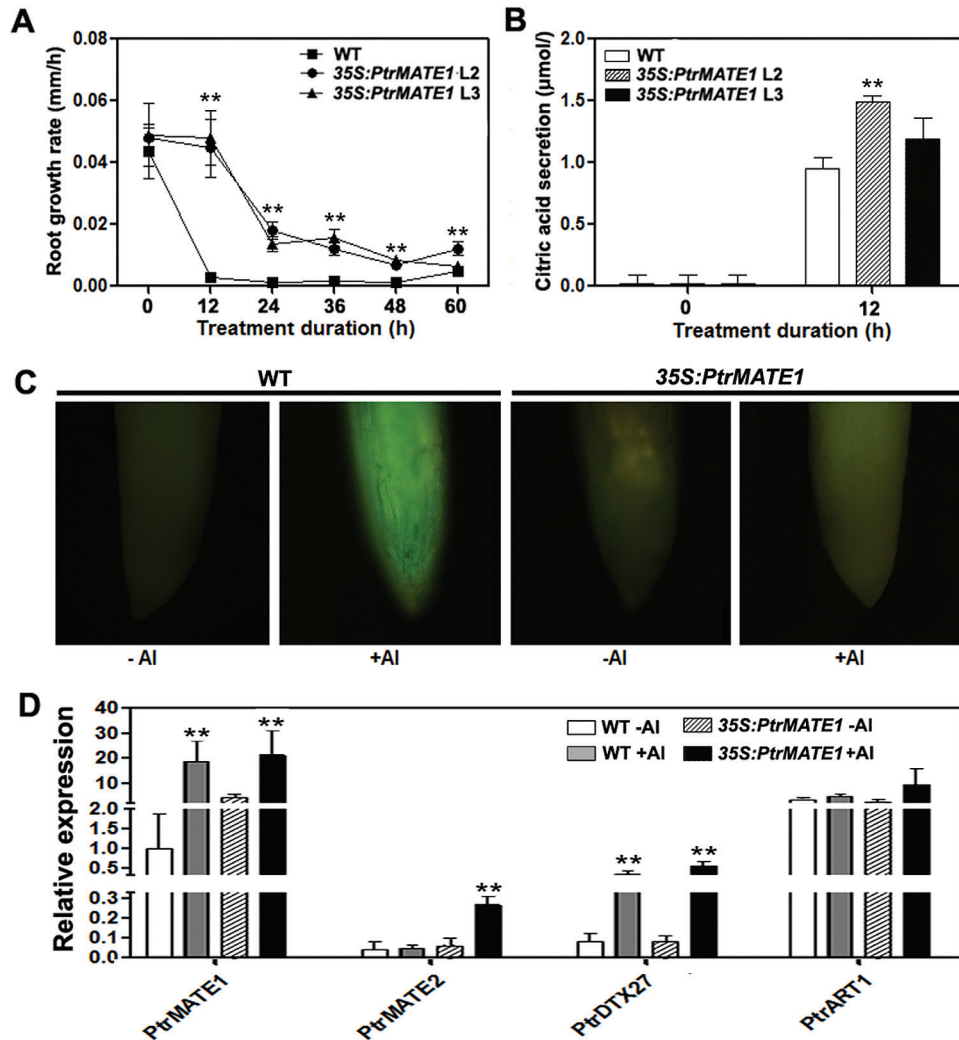 A
Root growth rate (mm/h)
0.08
0.06
0.04
0.02
0.00
WT
35S:PtrMATE1 L2
35S:PtrMATE1 L3
**
**
**
**
**
0 12 24 36 48 60
Treatment duration (h)
B
Citric acid secretion (µmol/)
2.0
1.5
1.0
0.5
0.0
WT
35S:PtrMATE1 L2
35S:PtrMATE1 L3
**
0 12
Treatment duration (h)
C
WT 35S:PtrMATE1
- Al +Al -Al +Al
D
Relative expression
40
30
20
10
2.0
1.5
1.0
0.5
0.3
0.2
0.1
0.0
WT -Al
WT +Al
35S:PtrMATE1 -Al
35S:PtrMATE1 +Al
** **
**
** **
PtrMATE1 PtrMATE2 PtrDTX27 PtrART1